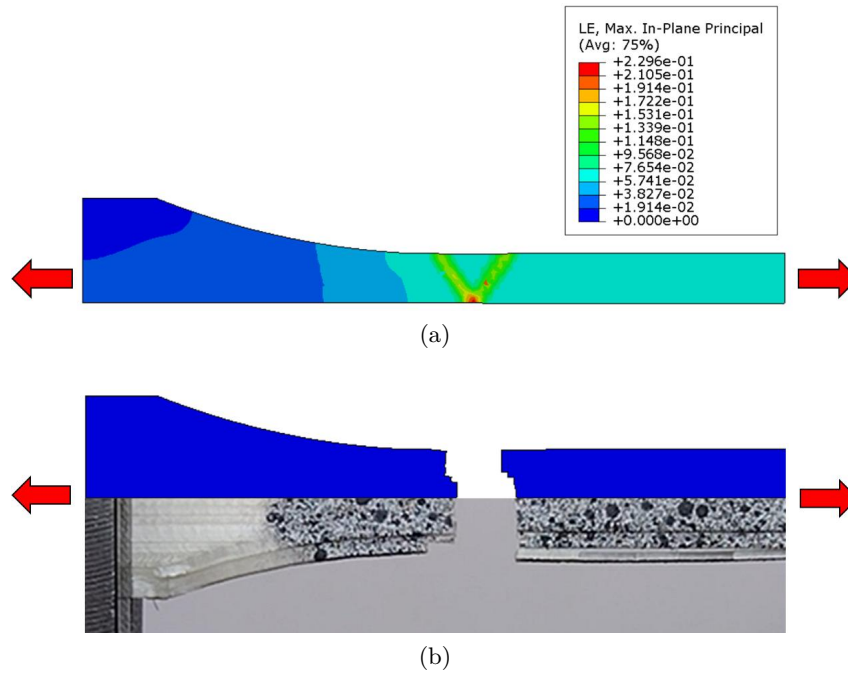 LE, Max. In-Plane Principal
(Avg: 75%)
+2.296e-01
+2.105e-01
+1.914e-01
+1.722e-01
+1.531e-01
+1.339e-01
+1.148e-01
+9.568e-02
+7.654e-02
+5.741e-02
+3.827e-02
+1.914e-02
+0.000e+00
(a)
(b)